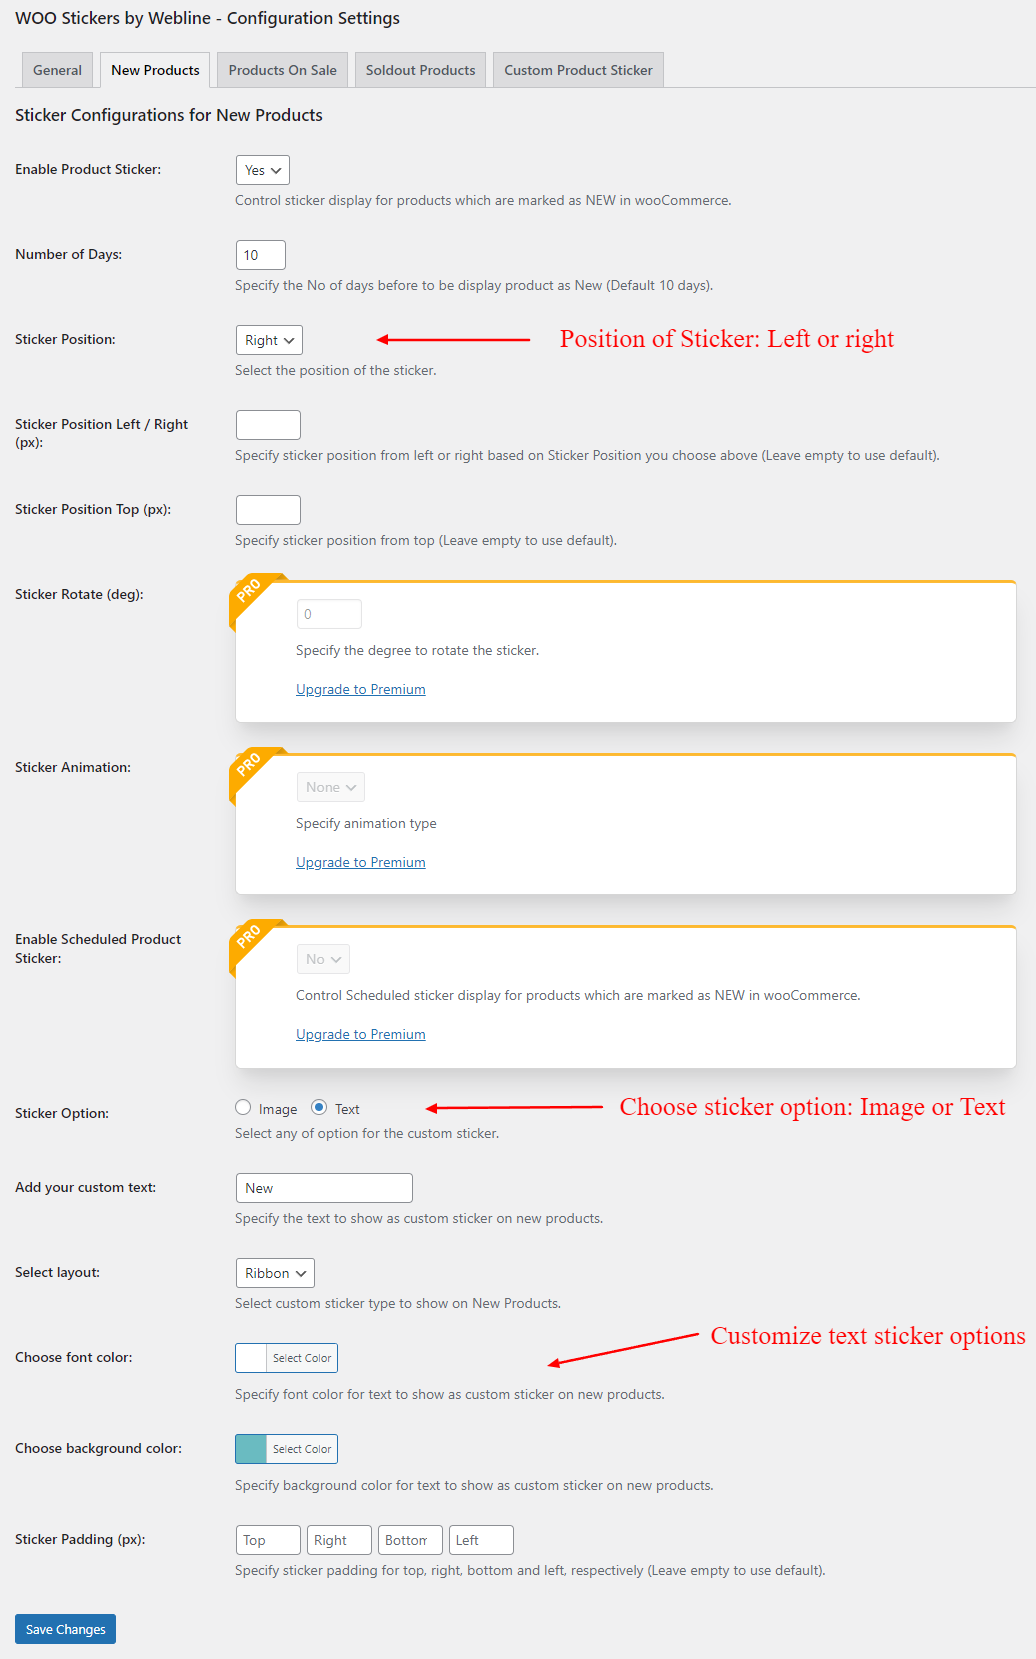 WOO Stickers by Webline - Configuration Settings
General
New Products
Products On Sale
Soldout Products
Custom Product Sticker
Sticker Configurations for New Products
Enable Product Sticker:
Yes
Control sticker display for products which are marked as NEW in wooCommerce.
Number of Days:
10
Specify the No of days before to be display product as New (Default 10 days).
Sticker Position:
Right
Position of Sticker: Left or right
Select the position of the sticker.
Sticker Position Left / Right
(px):
Specify sticker position from left or right based on Sticker Position you choose above (Leave empty to use default).
Sticker Position Top (px):
Specify sticker position from top (Leave empty to use default).
Sticker Rotate (deg):
PRO
0
Specify the degree to rotate the sticker.
Upgrade to Premium
Sticker Animation:
PRO
None
Specify animation type
Upgrade to Premium
Enable Scheduled Product
Sticker:
PRO
No
Control Scheduled sticker display for products which are marked as NEW in wooCommerce.
Upgrade to Premium
Sticker Option:
Image
Text
Choose sticker option: Image or Text
Select any of option for the custom sticker.
Add your custom text:
New
Specify the text to show as custom sticker on new products.
Select layout:
Ribbon
Select custom sticker type to show on New Products.
Customize text sticker options
Choose font color:
Select Color
Specify font color for text to show as custom sticker on new products.
Choose background color:
Select Color
Specify background color for text to show as custom sticker on new products.
Sticker Padding (px):
Top
Right
Bottom
Left
Specify sticker padding for top, right, bottom and left, respectively (Leave empty to use default).
Save Changes